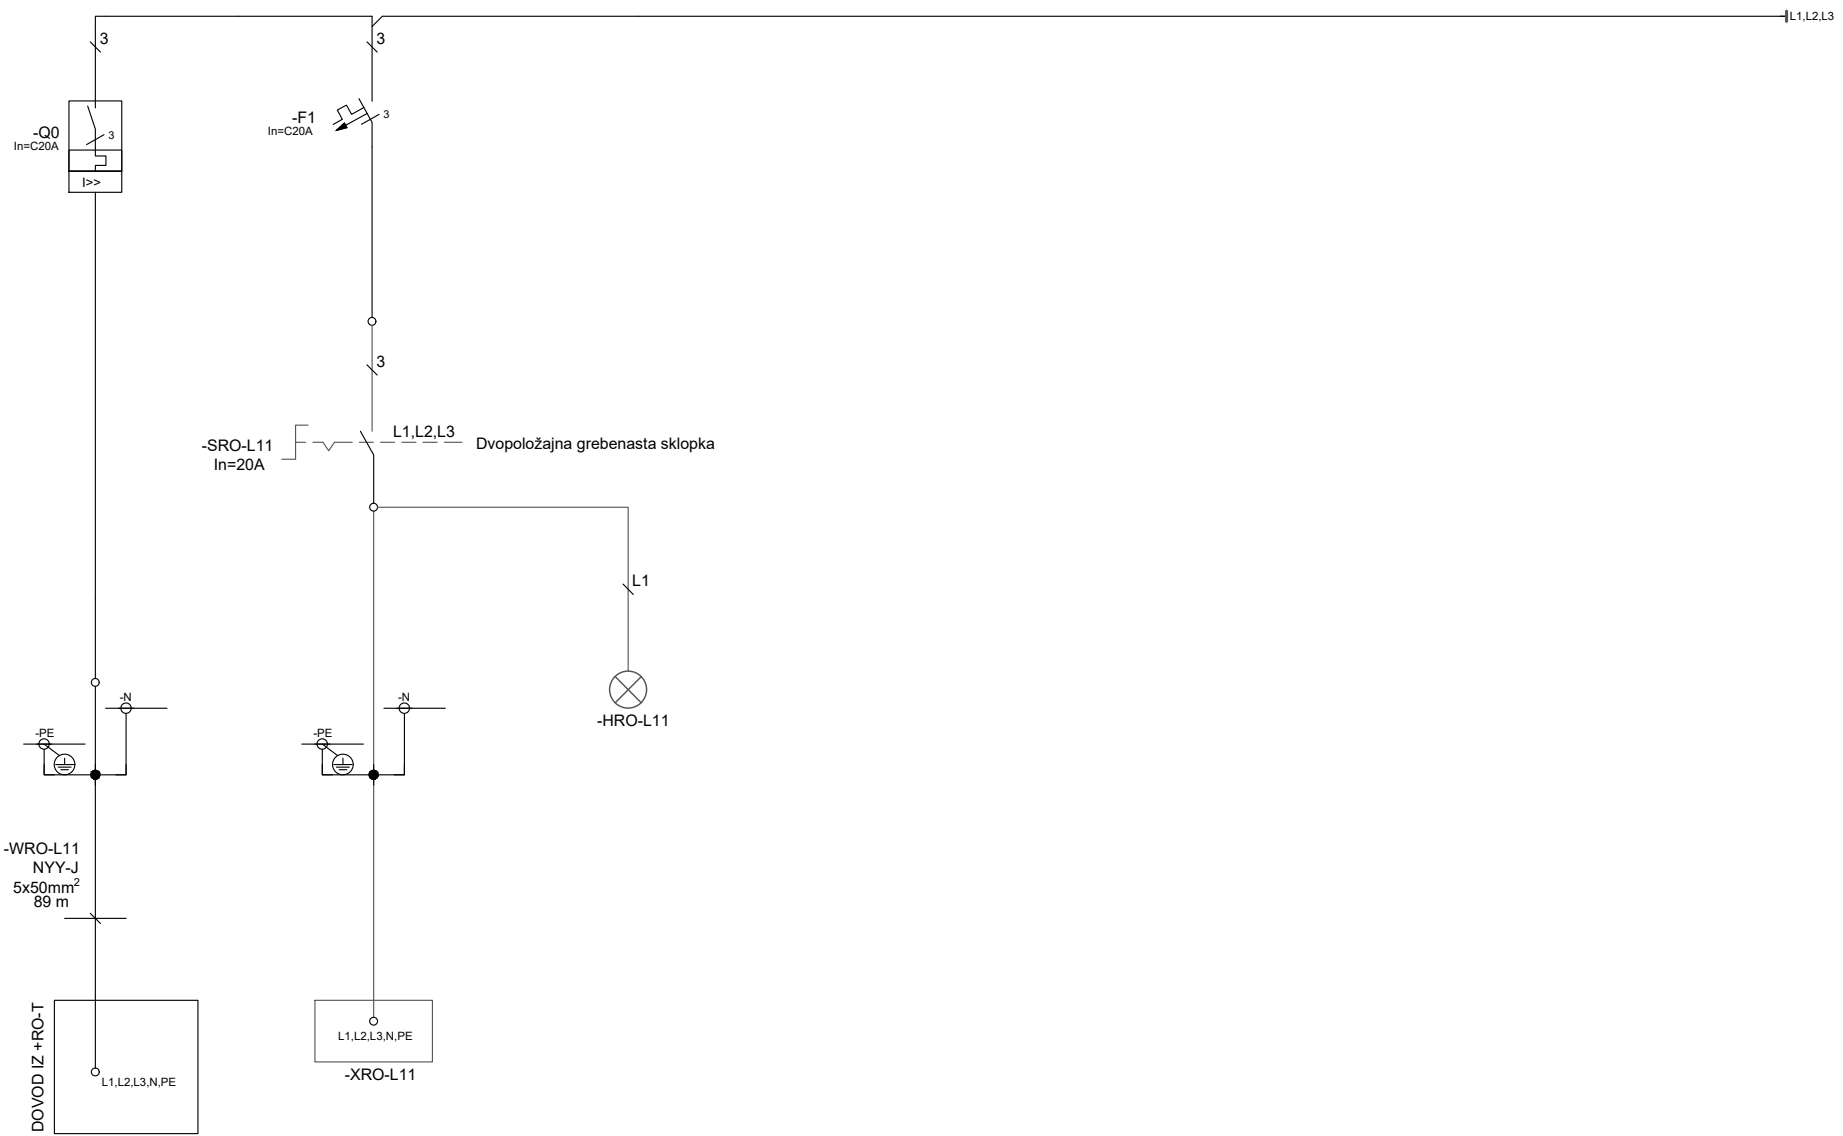 L1,L2,L3
3
3
-Q0
In=C20A
3
I>>
-F1
In=C20A
3
3
-SRO-L11
In=20A
L1,L2,L3
Dvopoložajna grebenasta sklopka
L1
-HRO-L11
-N
-PE
-N
-PE
-WRO-L11
NYY-J
5x50mm²
89 m
DOVOD IZ +RO-T
L1,L2,L3,N,PE
L1,L2,L3,N,PE
-XRO-L11